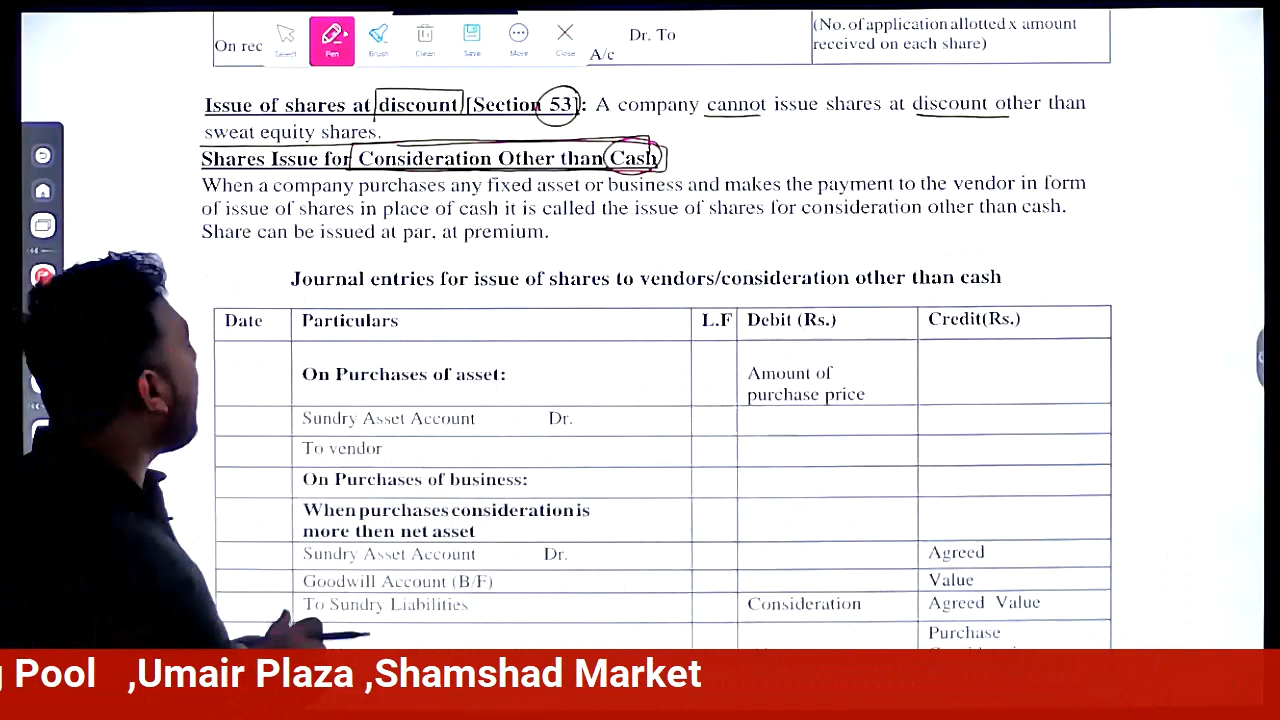 (No. of application allotted x amount
On rec
Dr. To
A/c
received on each share)
Select
Pen
Brush
Clean
Save
More
Close
Issue of shares at discount [Section 53]: A company cannot issue shares at discount other than
sweat equity shares.
Shares Issue for Consideration Other than Cash
When a company purchases any fixed asset or business and makes the payment to the vendor in form
of issue of shares in place of cash it is called the issue of shares for consideration other than cash.
Share can be issued at par, at premium.
Journal entries for issue of shares to vendors/consideration other than cash
Date Particulars L.F Debit (Rs.) Credit(Rs.)
On Purchases of asset: Amount of
purchase price
Sundry Asset Account Dr.
To vendor
On Purchases of business:
When purchases consideration is
more then net asset
Sundry Asset Account Dr. Agreed
Goodwill Account (B/F) Value
To Sundry Liabilities Consideration Agreed Value
Purchase
g Pool ,Umair Plaza ,Shamshad Market